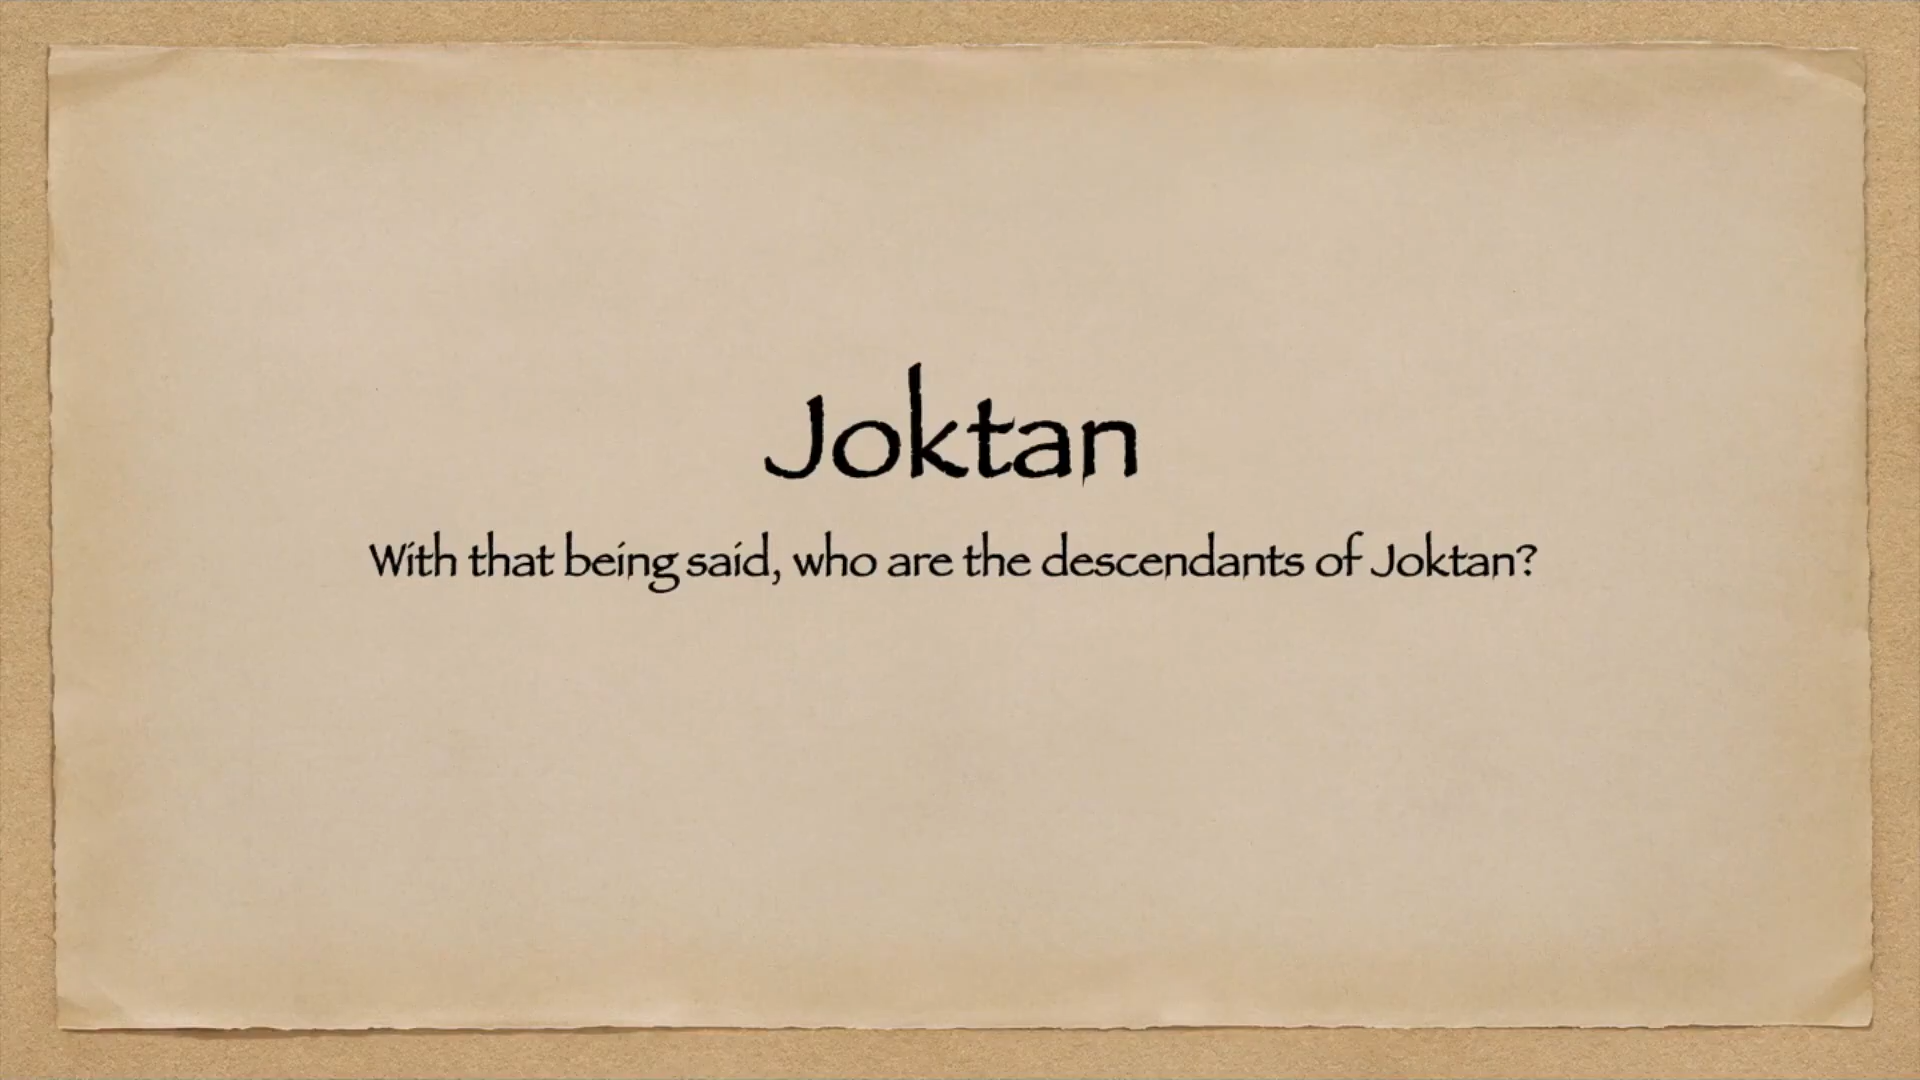 Joktan
With that being said, who are the descendants of Joktan?